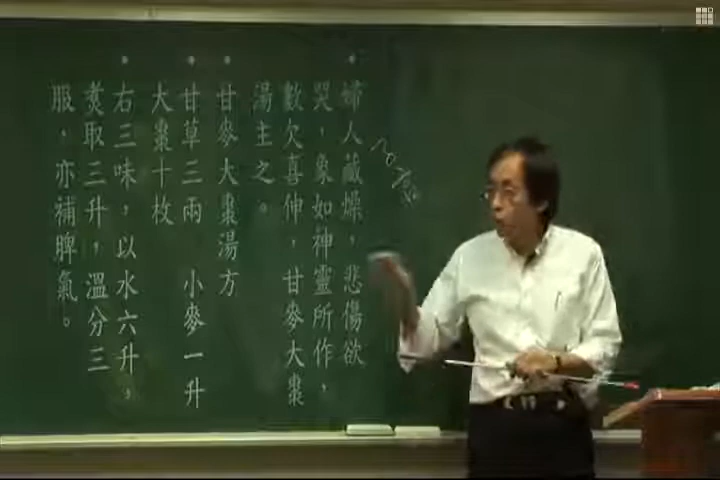 • 婦人藏燥，悲傷欲
哭，象如神靈所作，
數欠喜伸，甘麥大棗
湯主之。
• 甘麥大棗湯方
• 甘草三兩　小麥一升
大棗十枚
• 右三味，以水六升，
煑取三升，溫分三
服，亦補脾氣。